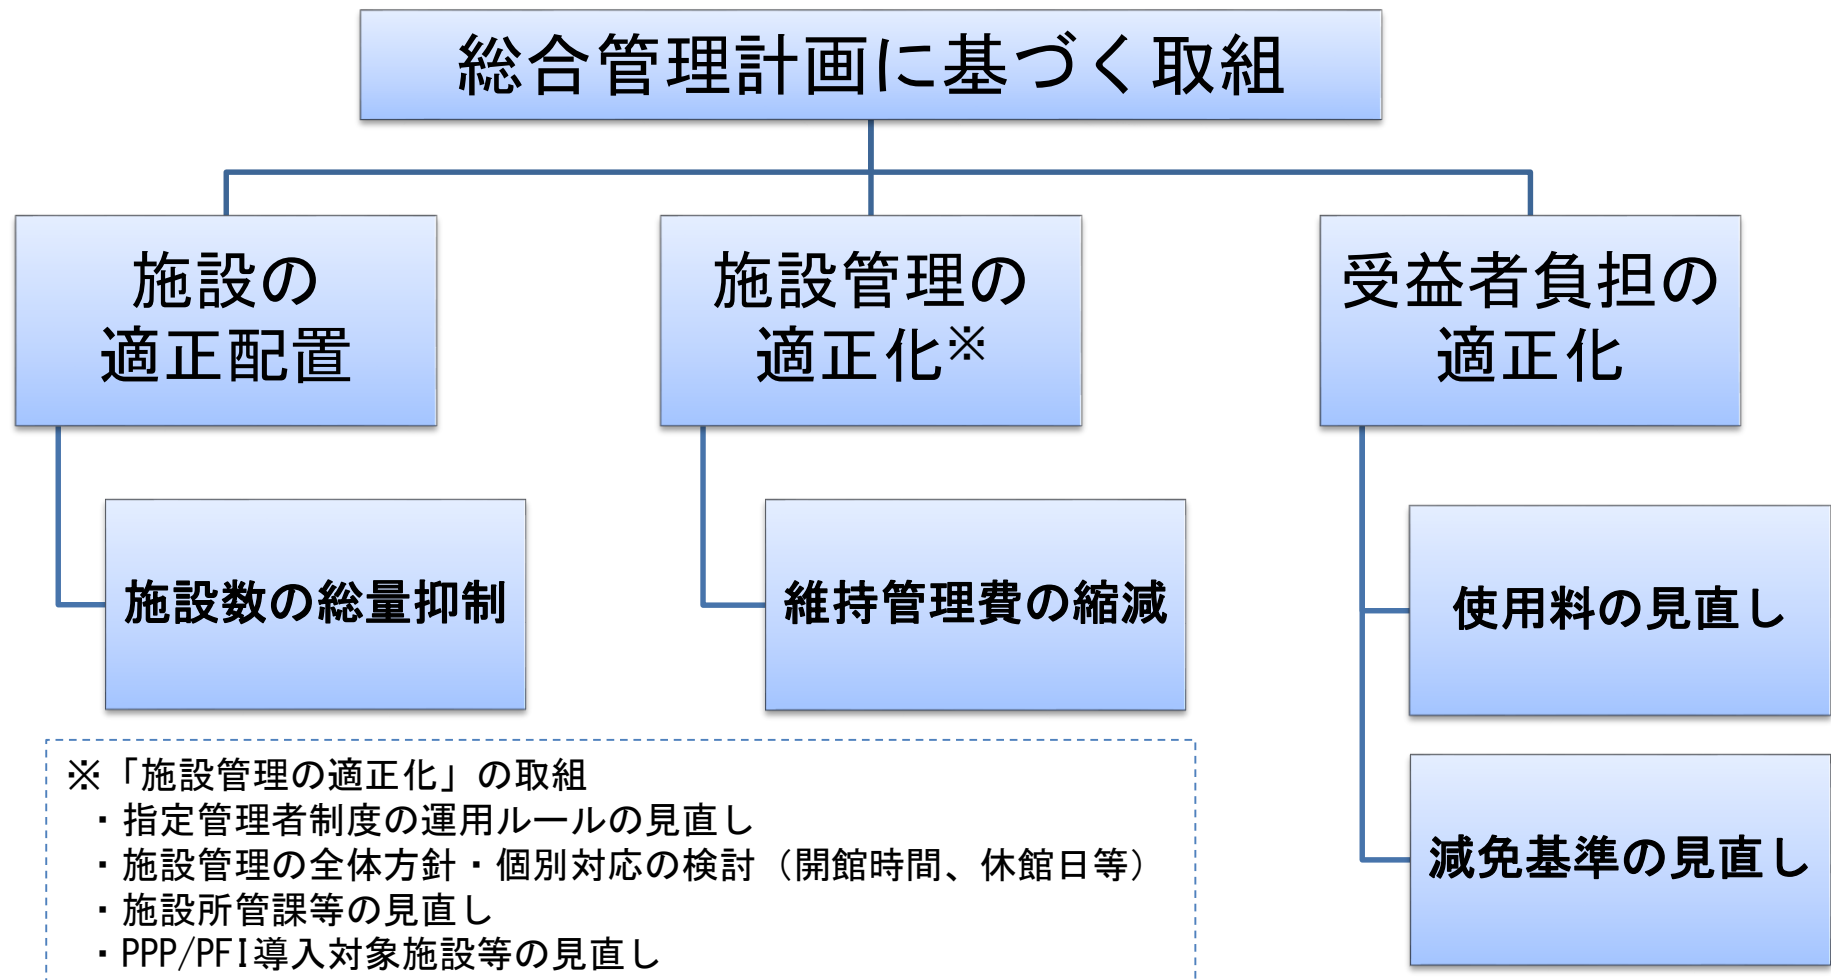 総合管理計画に基づく取組
施設の
適正配置
施設管理の
適正化※
受益者負担の
適正化
施設数の総量抑制
維持管理費の縮減
使用料の見直し
減免基準の見直し
※「施設管理の適正化」の取組
・指定管理者制度の運用ルールの見直し
・施設管理の全体方針・個別対応の検討（開館時間、休館日等）
・施設所管課等の見直し
・PPP/PFI導入対象施設等の見直し